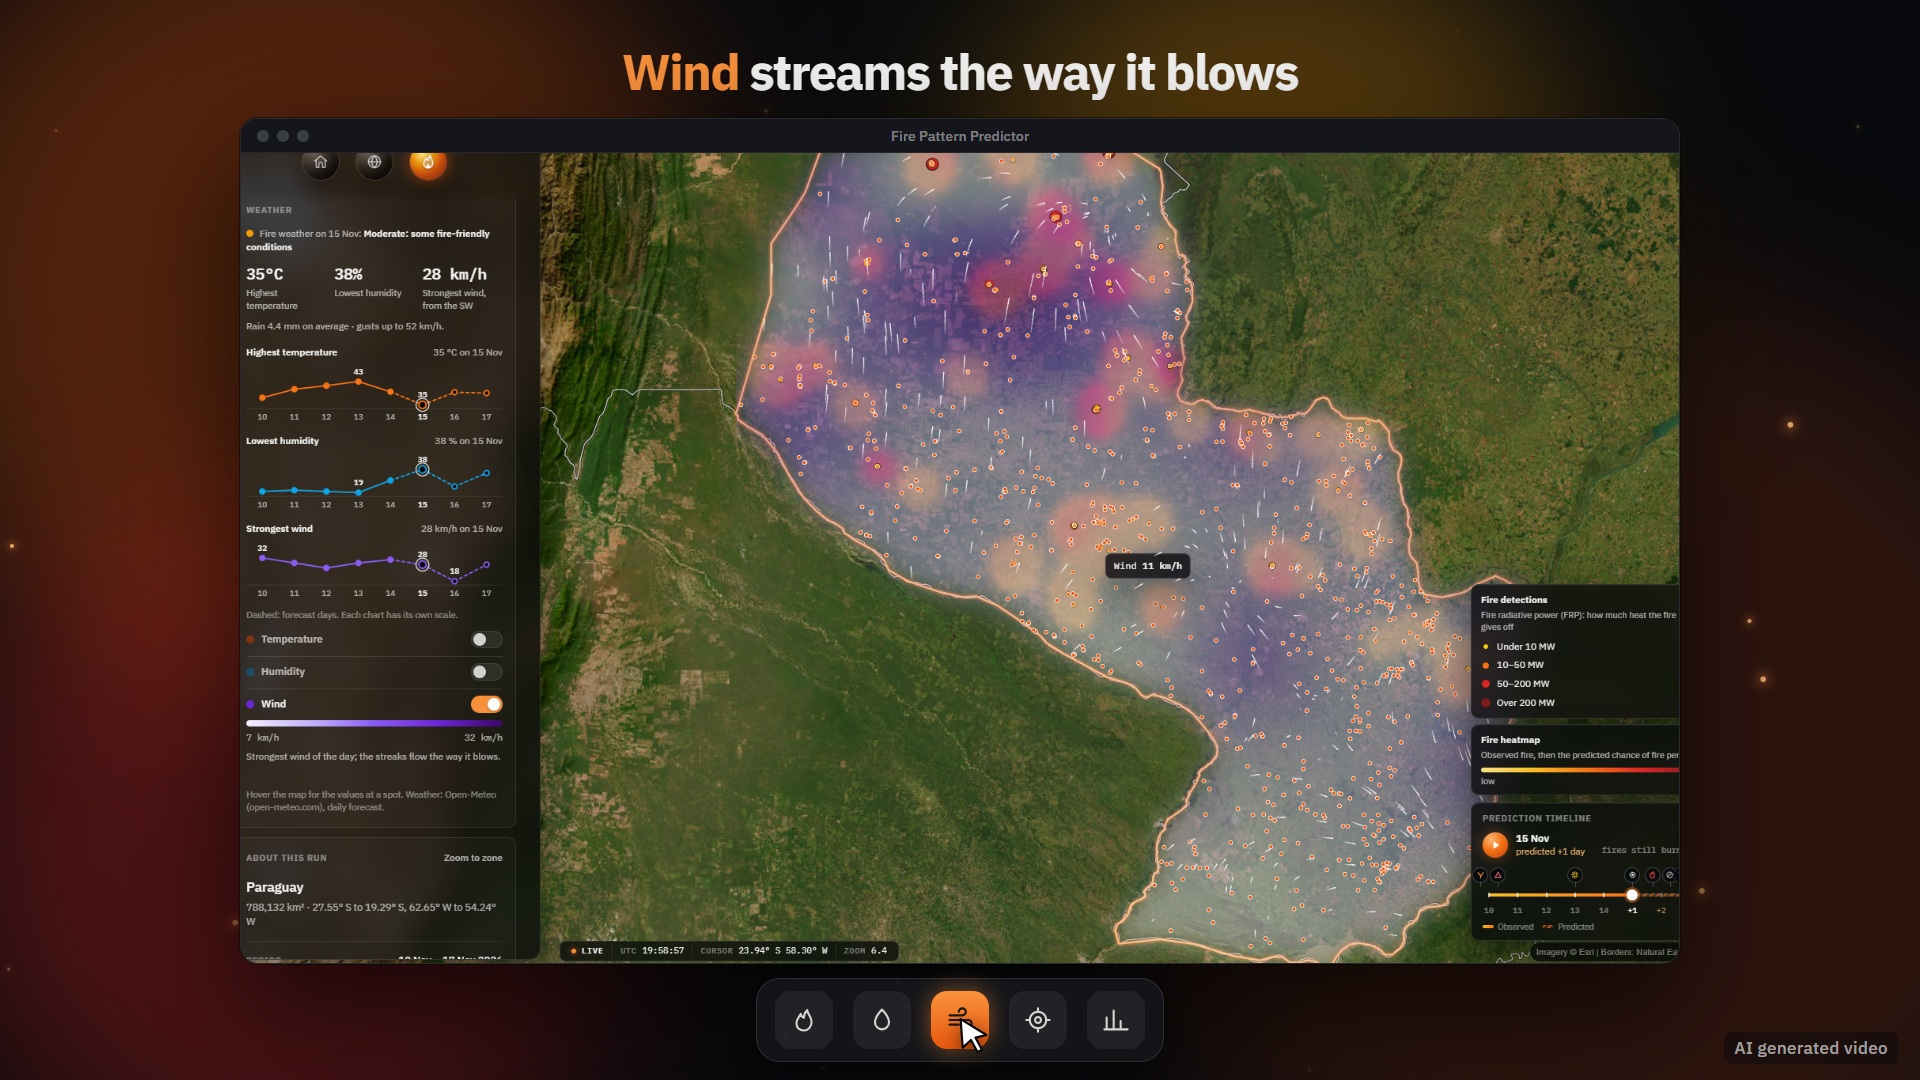 Wind streams the way it blows
Fire Pattern Predictor
WEATHER
Fire weather on 15 Nov: Moderate: some fire-friendly
conditions
35°C 38% 28 km/h
Highest Lowest humidity Strongest wind,
temperature from the SW
Rain 4.4 mm on average · gusts up to 52 km/h.
Highest temperature 35 °C on 15 Nov
43
35
10 11 12 13 14 15 16 17
Lowest humidity 38 % on 15 Nov
38
19
10 11 12 13 14 15 16 17
Strongest wind 28 km/h on 15 Nov
32
28
18
10 11 12 13 14 15 16 17
Dashed: forecast days. Each chart has its own scale.
Temperature
Humidity
Wind
7 km/h 32 km/h
Strongest wind of the day; the streaks flow the way it blows.
Hover the map for the values at a spot. Weather: Open-Meteo
(open-meteo.com), daily forecast.
ABOUT THIS RUN Zoom to zone
Paraguay
788,132 km² · 27.55° S to 19.29° S, 62.65° W to 54.24°
W
Wind 11 km/h
LIVE UTC 19:58:57 CURSOR 23.94° S 58.30° W ZOOM 6.4
Fire detections
Fire radiative power (FRP): how much heat the fire
gives off
Under 10 MW
10–50 MW
50–200 MW
Over 200 MW
Fire heatmap
Observed fire, then the predicted chance of fire per
low
PREDICTION TIMELINE
15 Nov
predicted +1 day fires still burn
10 11 12 13 14 +1 +2
Observed Predicted
Imagery © Esri | Borders: Natural Ea
AI generated video